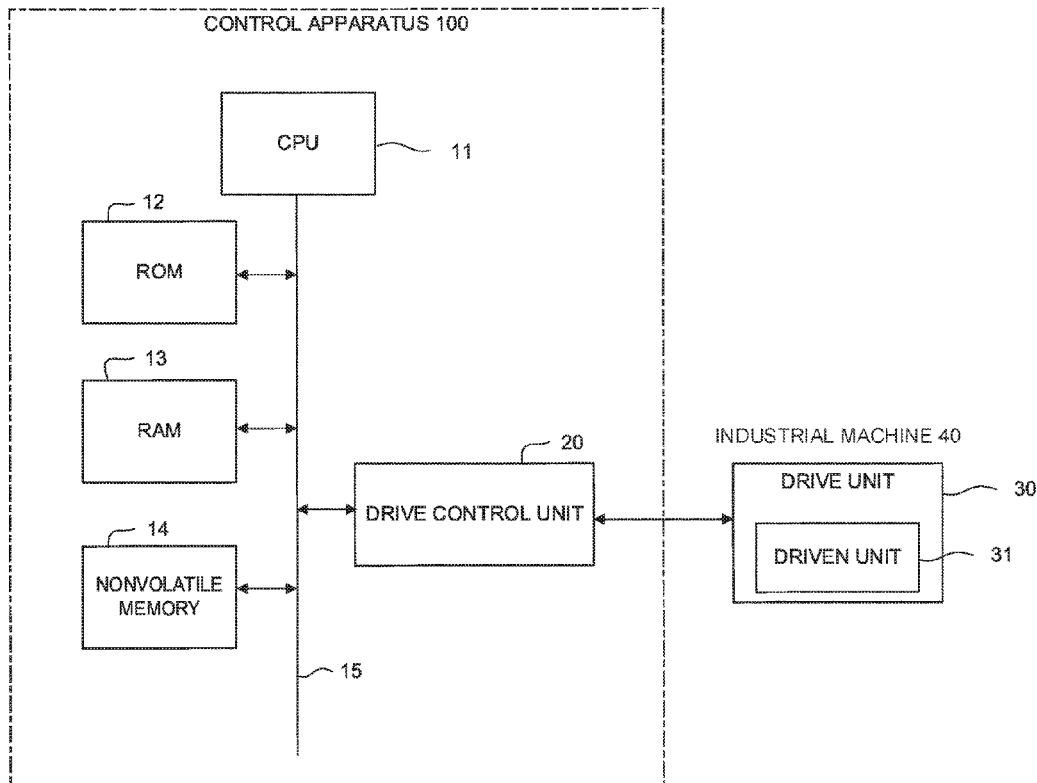 CONTROL APPARATUS 100
CPU
11
12
ROM
13
RAM
20
DRIVE CONTROL UNIT
INDUSTRIAL MACHINE 40
DRIVE UNIT
30
DRIVEN UNIT
31
14
NONVOLATILE
MEMORY
15